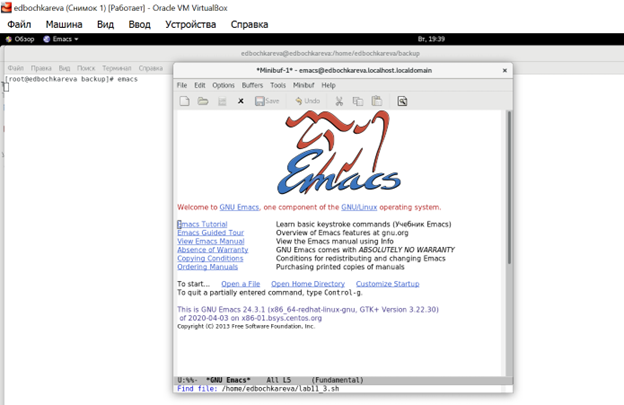 edbochkareva (Снимок 1) [Работает] - Oracle VM VirtualBox
Файл Машина Вид Ввод Устройства Справка
Обзор Emacs Вт, 19:39
edbochkareva@edbochkareva:/home/edbochkareva/backup
Файл Правка Вид Поиск Терминал Справка
[root@edbochkareva backup]# emacs
*Minibuf-1* - emacs@edbochkareva.localhost.localdomain
File Edit Options Buffers Tools Minibuf Help
Save Undo
Emacs
Welcome to GNU Emacs, one component of the GNU/Linux operating system.
Emacs Tutorial Learn basic keystroke commands (Учебник Emacs)
Emacs Guided Tour Overview of Emacs features at gnu.org
View Emacs Manual View the Emacs manual using Info
Absence of Warranty GNU Emacs comes with ABSOLUTELY NO WARRANTY
Copying Conditions Conditions for redistributing and changing Emacs
Ordering Manuals Purchasing printed copies of manuals
To start... Open a File Open Home Directory Customize Startup
To quit a partially entered command, type Control-g.
This is GNU Emacs 24.3.1 (x86_64-redhat-linux-gnu, GTK+ Version 3.22.30)
of 2020-04-03 on x86-01.bsys.centos.org
Copyright (C) 2013 Free Software Foundation, Inc.
U:%%- *GNU Emacs* All L5 (Fundamental)
Find file: /home/edbochkareva/lab11_3.sh